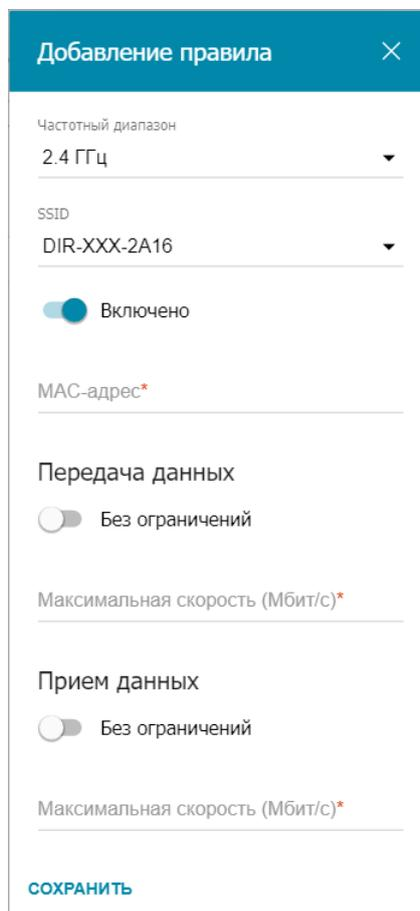 Добавление правила
Частотный диапазон
2.4 ГГц
SSID
DIR-XXX-2A16
Включено
MAC-адрес*
Передача данных
Без ограничений
Максимальная скорость (Мбит/с)*
Прием данных
Без ограничений
Максимальная скорость (Мбит/с)*
СОХРАНИТЬ